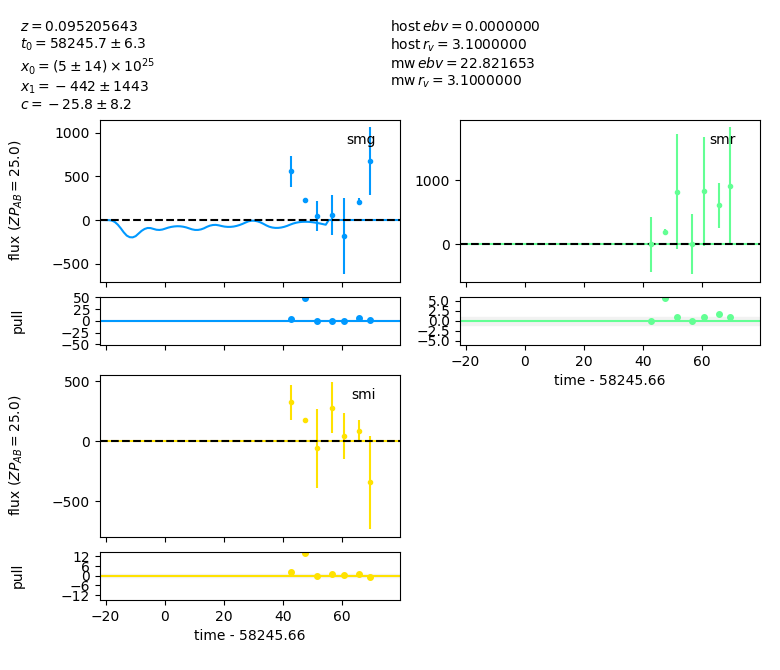 z = 0.095205643
t₀ = 58245.7 ± 6.3
x₀ = (5 ± 14) × 10²⁵
x₁ = −442 ± 1443
c = −25.8 ± 8.2
host ebv = 0.0000000
host r_v = 3.1000000
mw ebv = 22.821653
mw r_v = 3.1000000
smg
1000
500
0
−500
flux (ZP_AB = 25.0)
smr
1000
0
50
25
0
−25
−50
pull
5.0
2.5
0.0
−2.5
−5.0
−20 0 20 40 60
time - 58245.66
smi
500
0
−500
flux (ZP_AB = 25.0)
12
6
0
−6
−12
pull
−20 0 20 40 60
time - 58245.66